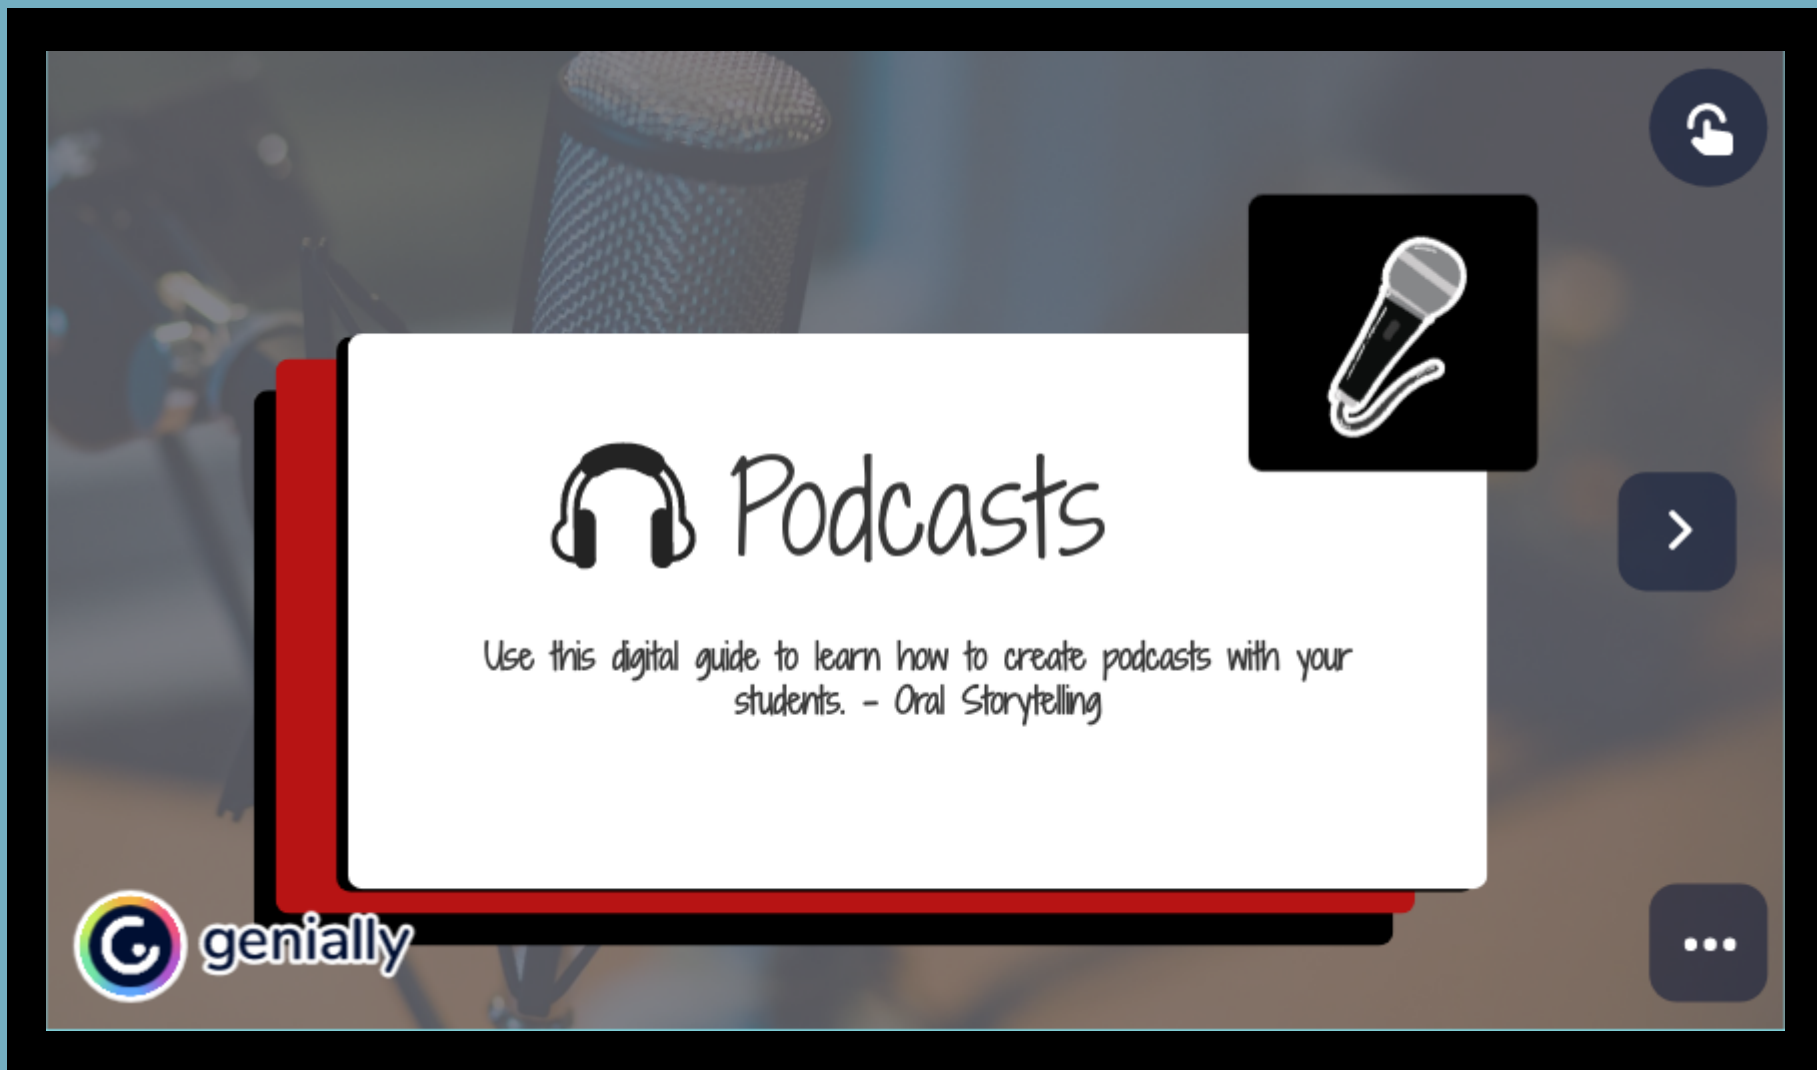 Podcasts
Use this digital guide to learn how to create podcasts with your
students. - Oral Storytelling
genially